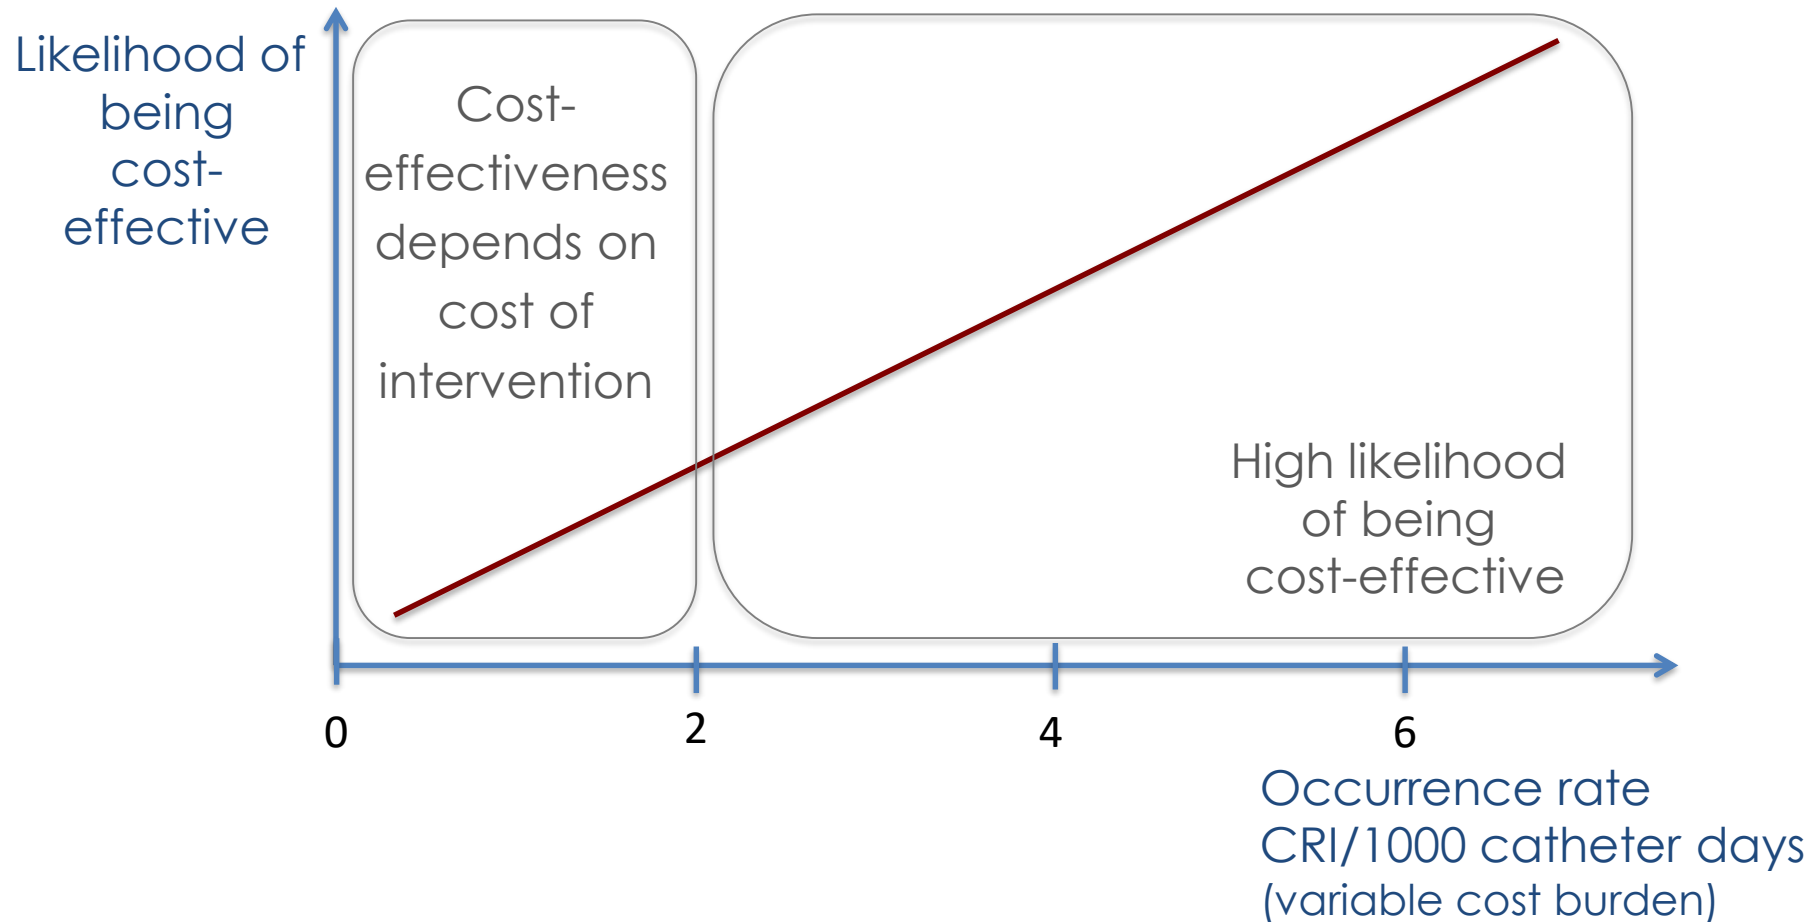 Likelihood of
being
cost-
effective
Cost-
effectiveness
depends on
cost of
intervention
High likelihood
of being
cost-effective
0
2
4
6
Occurrence rate
CRI/1000 catheter days
(variable cost burden)